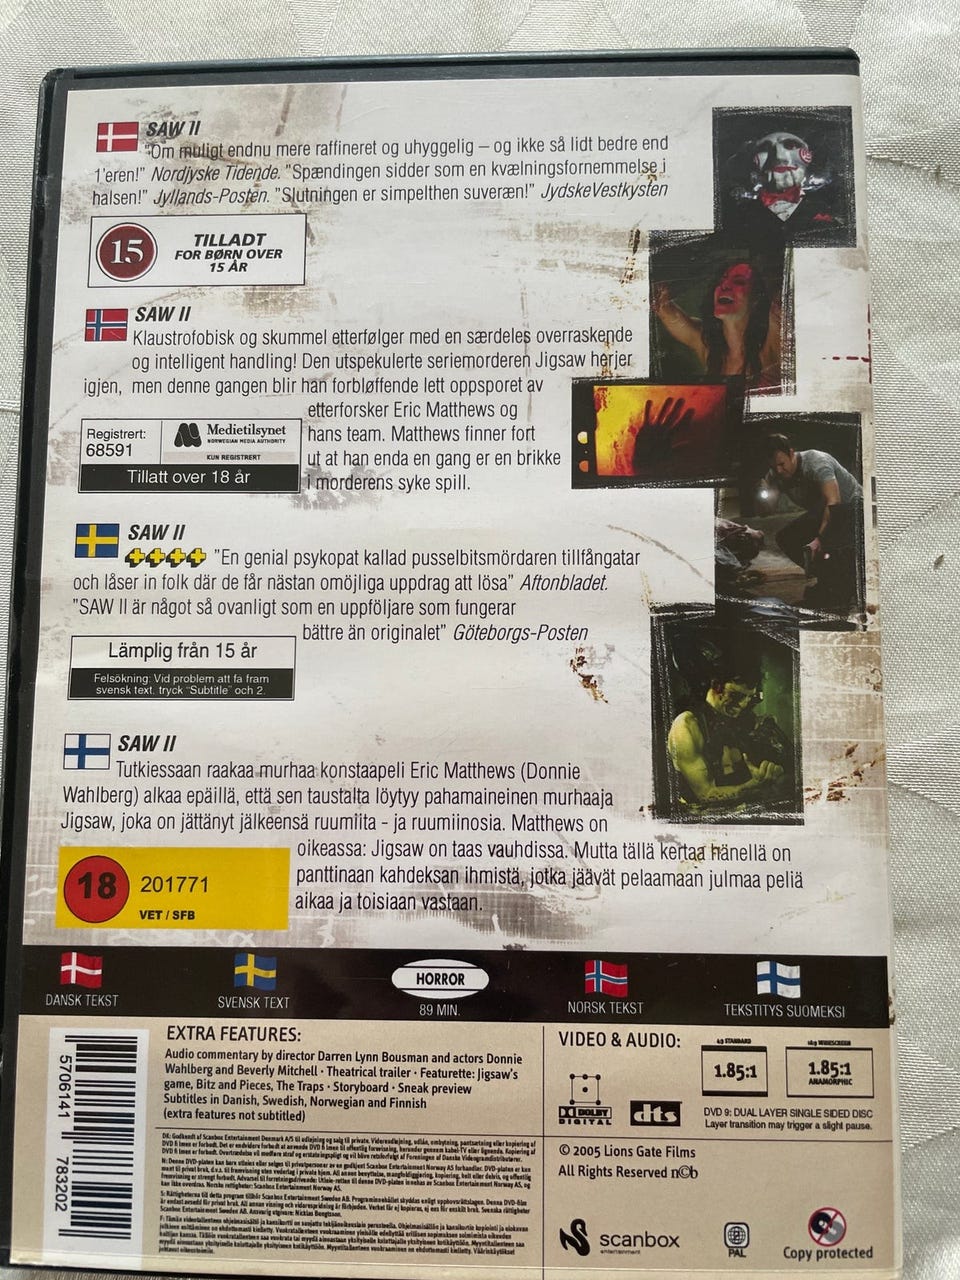 SAW II
"Om muligt endnu mere raffineret og uhyggelig – og ikke så lidt bedre end
1'eren!" Nordjyske Tidende. "Spændingen sidder som en kvælningsfornemmelse i
halsen!" Jyllands-Posten. "Slutningen er simpelthen suveræn!" JydskeVestkysten
15
TILLADT
FOR BØRN OVER
15 ÅR
SAW II
Klaustrofobisk og skummel etterfølger med en særdeles overraskende
og intelligent handling! Den utspekulerte seriemorderen Jigsaw herjer
igjen, men denne gangen blir han forbløffende lett oppsporet av
etterforsker Eric Matthews og
hans team. Matthews finner fort
ut at han enda en gang er en brikke
i morderens syke spill.
Registrert:
68591
Medietilsynet
NORWEGIAN MEDIA AUTHORITY
KUN REGISTRERT
Tillatt over 18 år
SAW II
"En genial psykopat kallad pusselbitsmördaren tillfångatar
och låser in folk där de får nästan omöjliga uppdrag att lösa" Aftonbladet.
"SAW II är något så ovanligt som en uppföljare som fungerar
bättre än originalet" Göteborgs-Posten
Lämplig från 15 år
Felsökning: Vid problem att få fram
svensk text, tryck "Subtitle" och 2.
SAW II
Tutkiessaan raakaa murhaa konstaapeli Eric Matthews (Donnie
Wahlberg) alkaa epäillä, että sen taustalta löytyy pahamaineinen murhaaja
Jigsaw, joka on jättänyt jälkeensä ruumiita - ja ruumiinosia. Matthews on
oikeassa: Jigsaw on taas vauhdissa. Mutta tällä kertaa hänellä on
panttinaan kahdeksan ihmistä, jotka jäävät pelaamaan julmaa peliä
aikaa ja toisiaan vastaan.
18
201771
VET / SFB
DANSK TEKST
SVENSK TEXT
HORROR
89 MIN.
NORSK TEKST
TEKSTITYS SUOMEKSI
EXTRA FEATURES:
Audio commentary by director Darren Lynn Bousman and actors Donnie
Wahlberg and Beverly Mitchell · Theatrical trailer · Featurette: Jigsaw's
game, Bitz and Pieces, The Traps · Storyboard · Sneak preview
Subtitles in Danish, Swedish, Norwegian and Finnish
(extra features not subtitled)
5706141 783202
VIDEO & AUDIO:
4:3 STANDARD
1.85:1
16:9 WIDESCREEN
1.85:1
ANAMORPHIC
DOLBY
DIGITAL
dts
DVD 9: DUAL LAYER SINGLE SIDED DISC
Layer transition may trigger a slight pause.
© 2005 Lions Gate Films
All Rights Reserved n©b
scanbox
entertainment
PAL
Copy protected